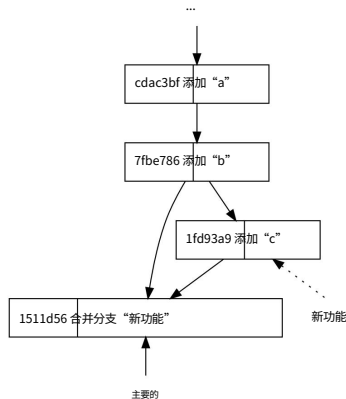 ...
cdac3bf 添加“a”
7fbe786 添加“b”
1fd93a9 添加“c”
1511d56 合并分支“新功能”
新功能
主要的